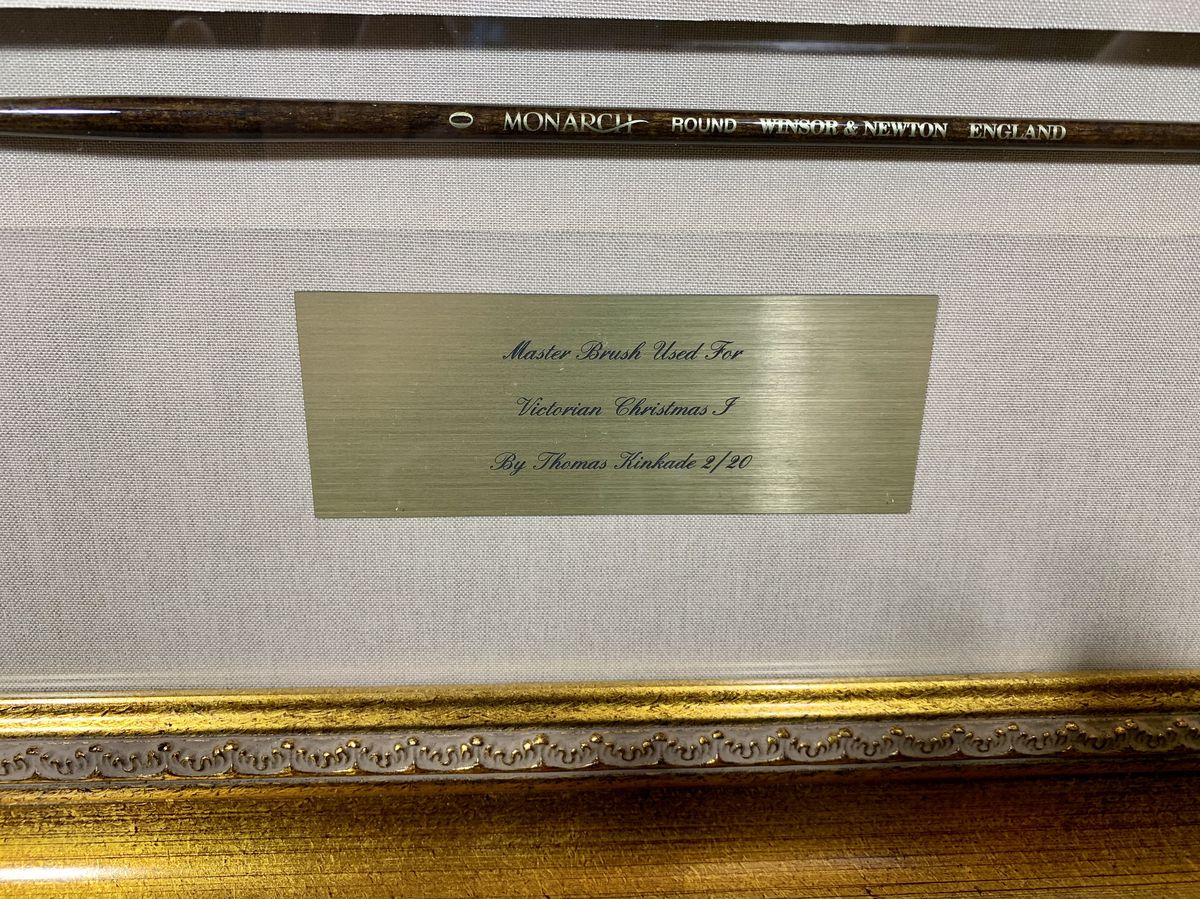 0 MONARCH ROUND WINSOR & NEWTON ENGLAND
Master Brush Used For
Victorian Christmas I
By Thomas Kinkade 2/20